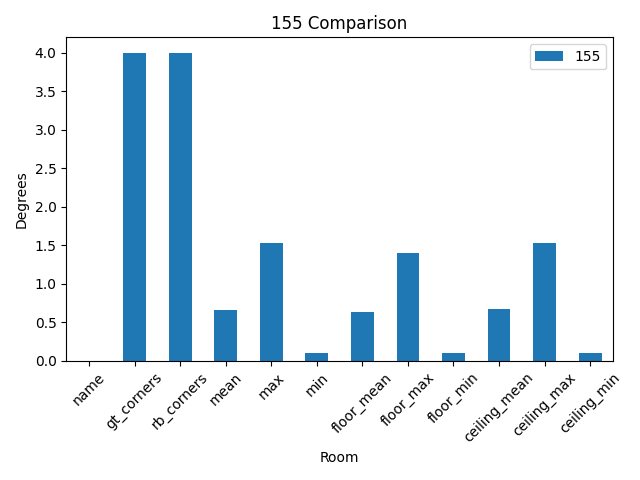 155 Comparison
155
Degrees
4.0
3.5
3.0
2.5
2.0
1.5
1.0
0.5
0.0
name
gt_corners
rb_corners
mean
max
min
floor_mean
floor_max
floor_min
ceiling_mean
ceiling_max
ceiling_min
Room